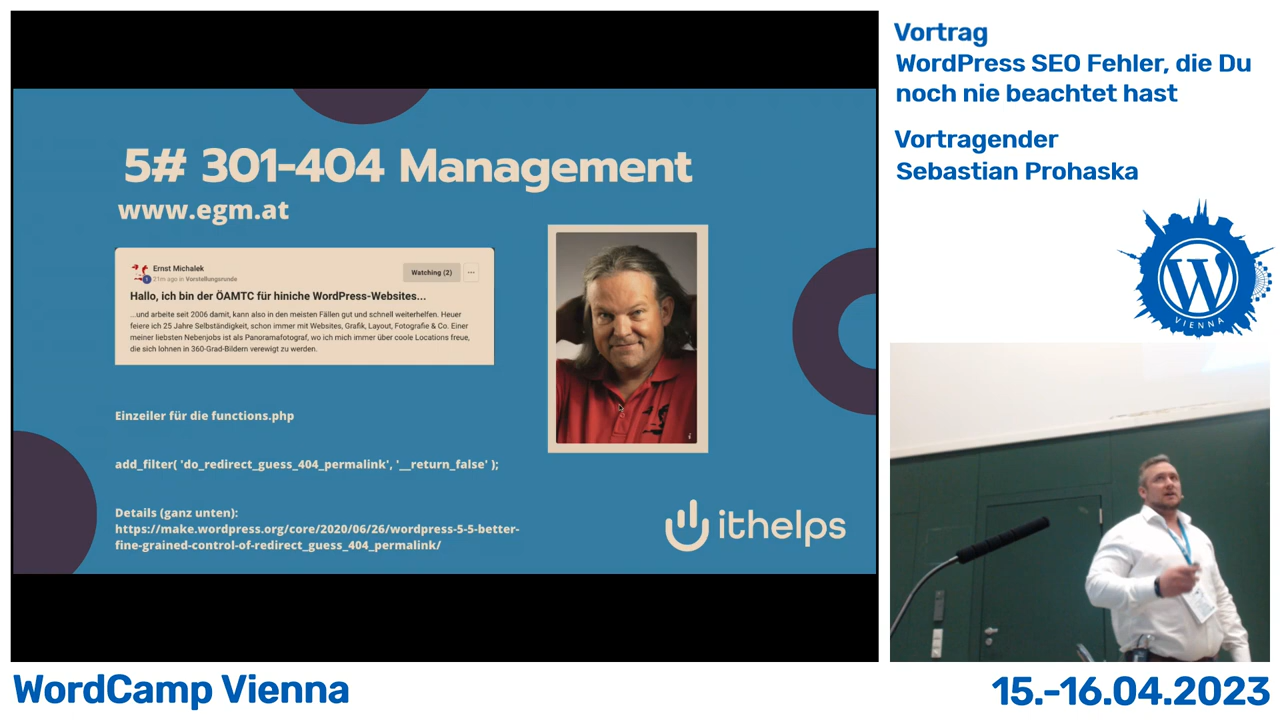 5# 301-404 Management
www.egm.at
Ernst Michalek
21m ago in Vorstellungsrunde
Watching (2)
Hallo, ich bin der ÖAMTC für hiniche WordPress-Websites...
...und arbeite seit 2006 damit, kann also in den meisten Fällen gut und schnell weiterhelfen. Heuer
feiere ich 25 Jahre Selbständigkeit, schon immer mit Websites, Grafik, Layout, Fotografie & Co. Einer
meiner liebsten Nebenjobs ist als Panoramafotograf, wo ich mich immer über coole Locations freue,
die sich lohnen in 360-Grad-Bildern verewigt zu werden.
Einzeiler für die functions.php
add_filter( 'do_redirect_guess_404_permalink', '__return_false' );
Details (ganz unten):
https://make.wordpress.org/core/2020/06/26/wordpress-5-5-better-
fine-grained-control-of-redirect_guess_404_permalink/
ithelps
Vortrag
WordPress SEO Fehler, die Du
noch nie beachtet hast
Vortragender
Sebastian Prohaska
W
VIENNA
WordCamp Vienna
15.-16.04.2023